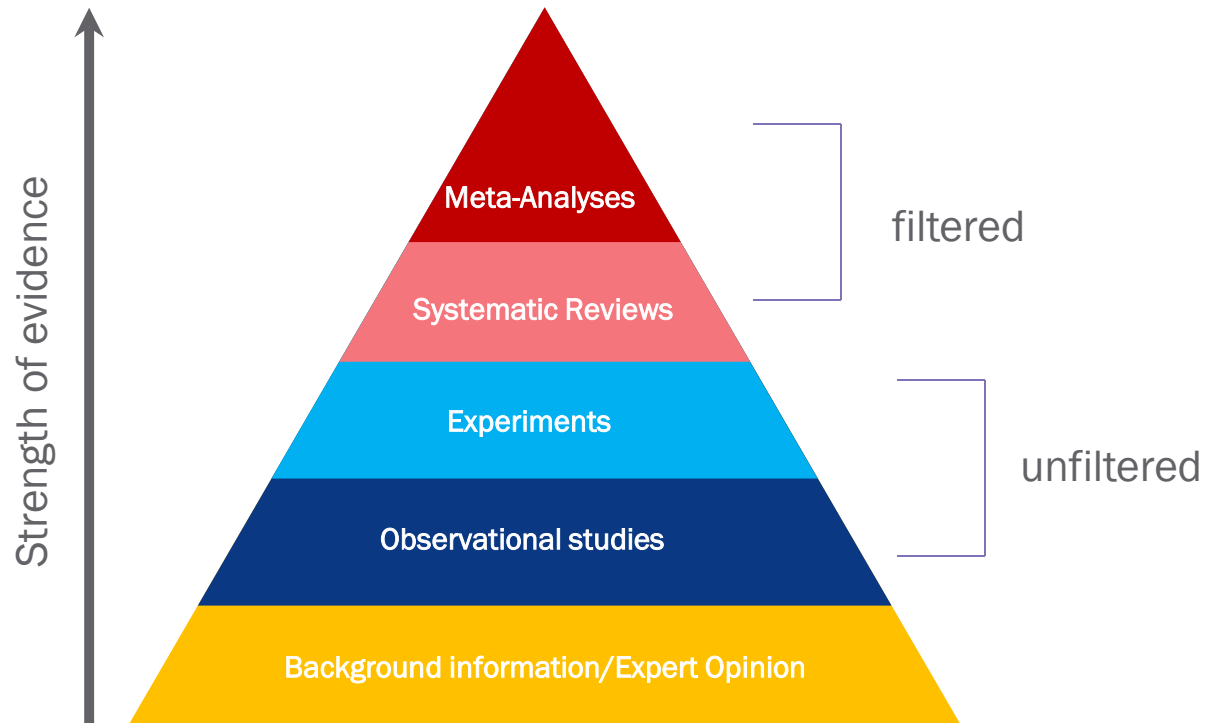 Strength of evidence
Meta-Analyses
filtered
Systematic Reviews
Experiments
unfiltered
Observational studies
Background information/Expert Opinion